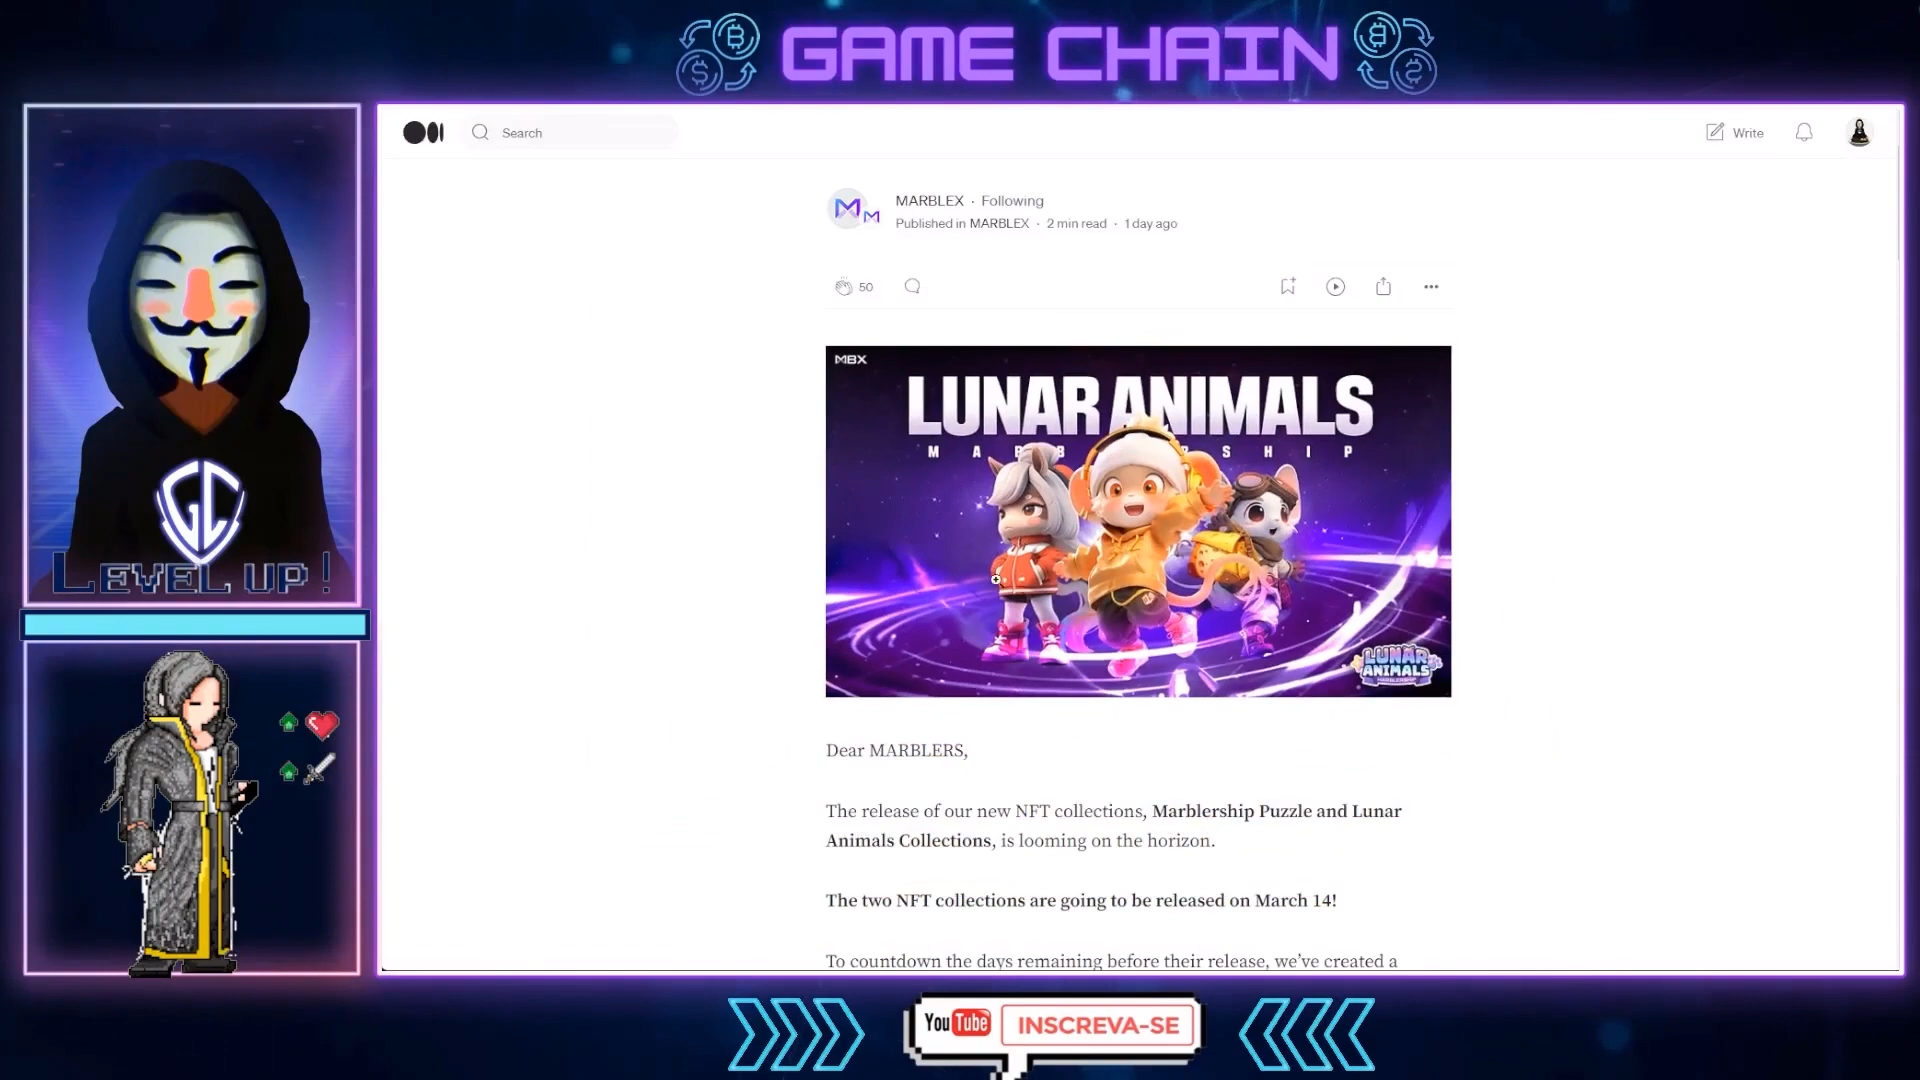 GAME CHAIN
Search
Write
MARBLEX · Following
Published in MARBLEX · 2 min read · 1 day ago
50
MBX
LUNAR ANIMALS
LUNAR
ANIMALS
Dear MARBLERS,
The release of our new NFT collections, Marblership Puzzle and Lunar
Animals Collections, is looming on the horizon.
The two NFT collections are going to be released on March 14!
To countdown the days remaining before their release, we’ve created a
GC
LEVEL UP!
YouTube INSCREVA-SE